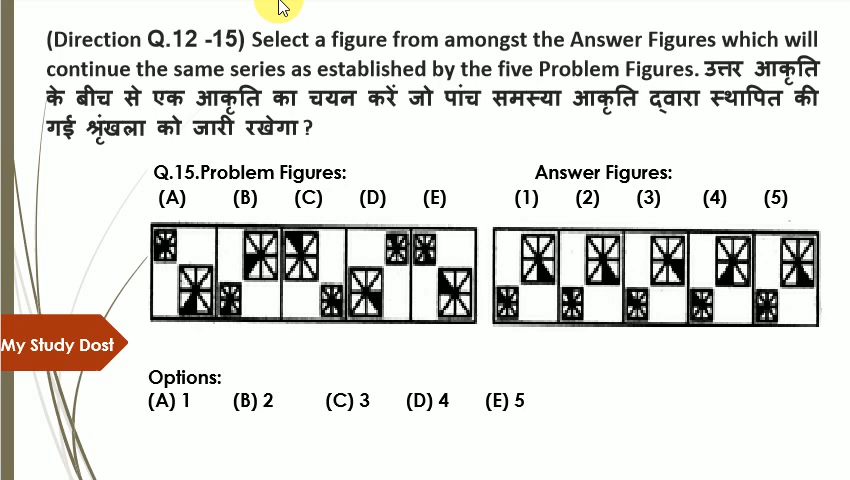 (Direction Q.12 -15) Select a figure from amongst the Answer Figures which will
continue the same series as established by the five Problem Figures. उत्तर आकृति
के बीच से एक आकृति का चयन करें जो पांच समस्या आकृति द्वारा स्थापित की
गई श्रृंखला को जारी रखेगा ?
Q.15.Problem Figures: Answer Figures:
(A) (B) (C) (D) (E) (1) (2) (3) (4) (5)
My Study Dost
Options:
(A) 1 (B) 2 (C) 3 (D) 4 (E) 5